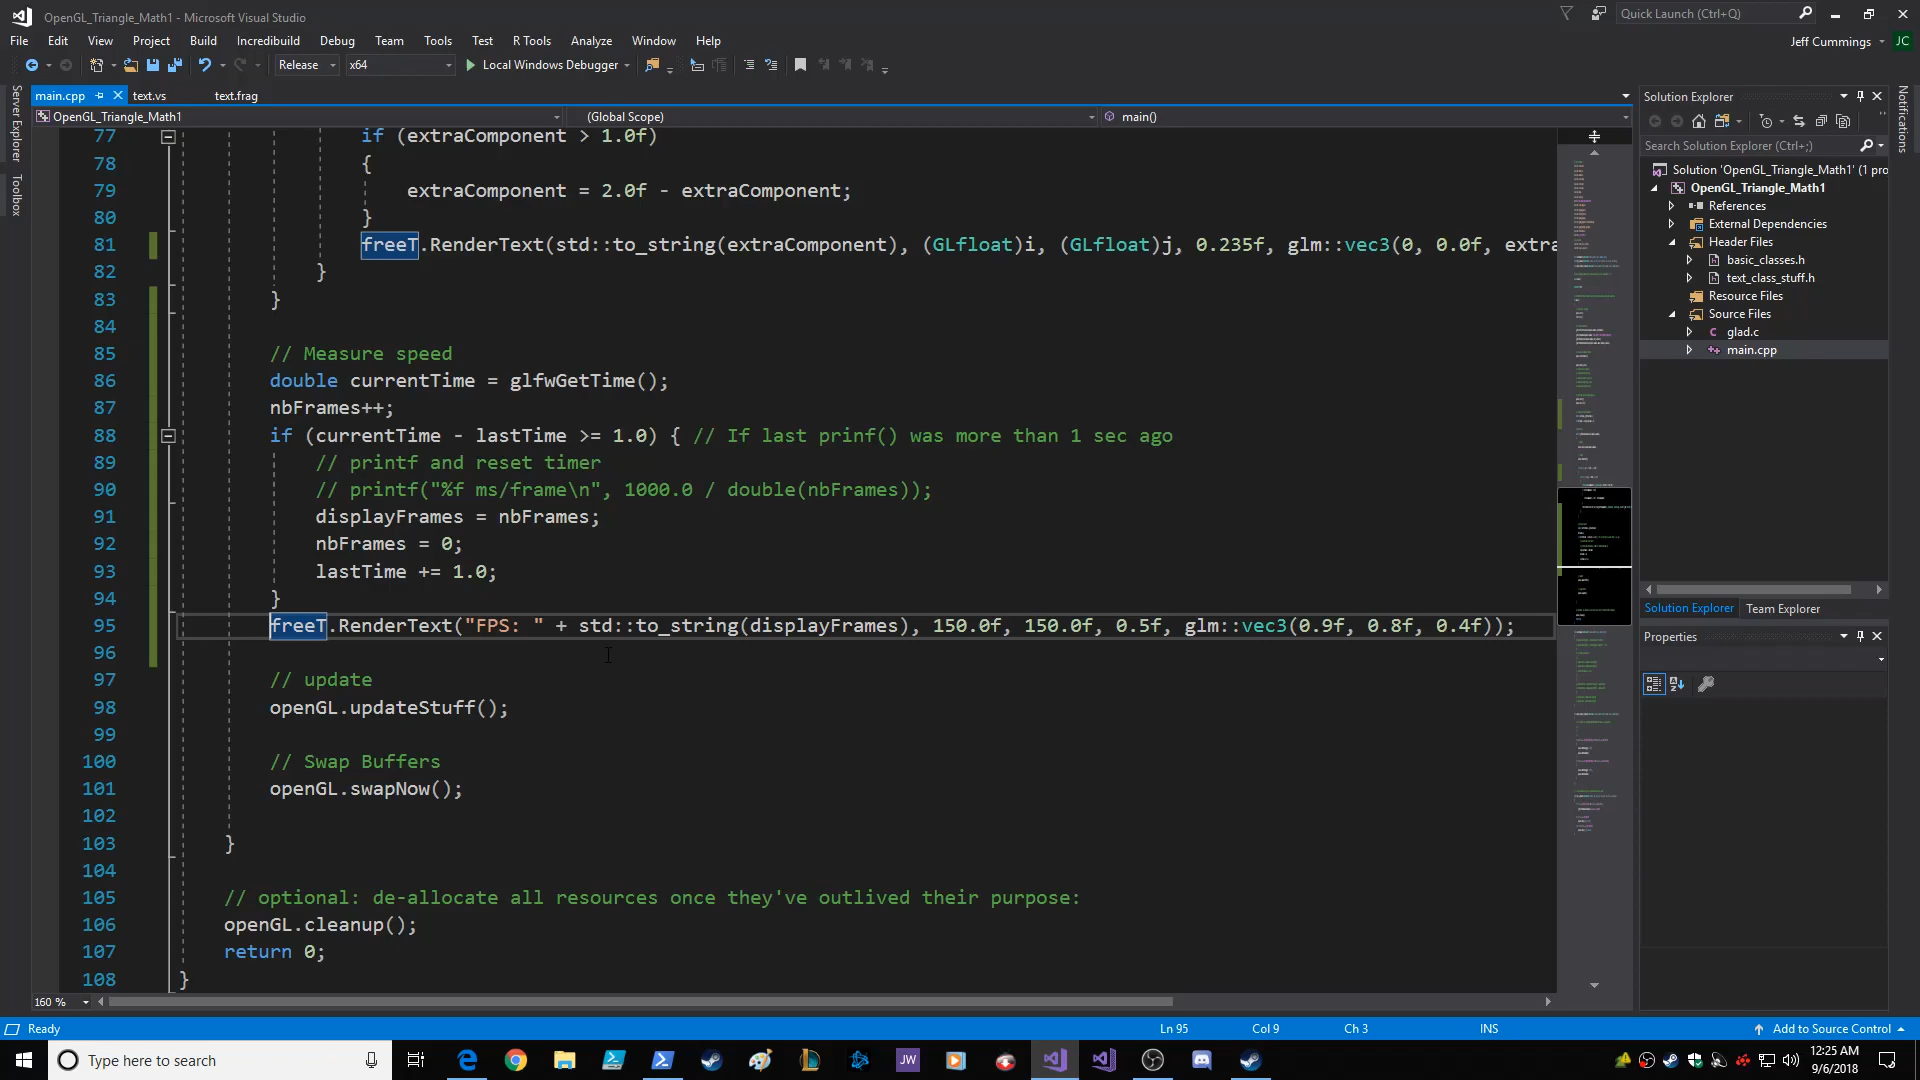 OpenGL_Triangle_Math1 - Microsoft Visual Studio
Quick Launch (Ctrl+Q)
File Edit View Project Build Incredibuild Debug Team Tools Test R Tools Analyze Window Help
Jeff Cummings JC
Release x64 Local Windows Debugger
Server Explorer
Toolbox
Notifications
main.cpp text.vs text.frag
OpenGL_Triangle_Math1 (Global Scope) main()
77 if (extraComponent > 1.0f)
78 {
79 extraComponent = 2.0f - extraComponent;
80 }
81 freeT.RenderText(std::to_string(extraComponent), (GLfloat)i, (GLfloat)j, 0.235f, glm::vec3(0, 0.0f, extra
82 }
83 }
84
85 // Measure speed
86 double currentTime = glfwGetTime();
87 nbFrames++;
88 if (currentTime - lastTime >= 1.0) { // If last prinf() was more than 1 sec ago
89 // printf and reset timer
90 // printf("%f ms/frame\n", 1000.0 / double(nbFrames));
91 displayFrames = nbFrames;
92 nbFrames = 0;
93 lastTime += 1.0;
94 }
95 freeT.RenderText("FPS: " + std::to_string(displayFrames), 150.0f, 150.0f, 0.5f, glm::vec3(0.9f, 0.8f, 0.4f));
96
97 // update
98 openGL.updateStuff();
99
100 // Swap Buffers
101 openGL.swapNow();
102
103 }
104
105 // optional: de-allocate all resources once they've outlived their purpose:
106 openGL.cleanup();
107 return 0;
108 }
160 %
Solution Explorer
Search Solution Explorer (Ctrl+;)
Solution 'OpenGL_Triangle_Math1' (1 pro
OpenGL_Triangle_Math1
References
External Dependencies
Header Files
basic_classes.h
text_class_stuff.h
Resource Files
Source Files
glad.c
main.cpp
Solution Explorer Team Explorer
Properties
Ready Ln 95 Col 9 Ch 3 INS Add to Source Control
Type here to search
JW
12:25 AM
9/6/2018